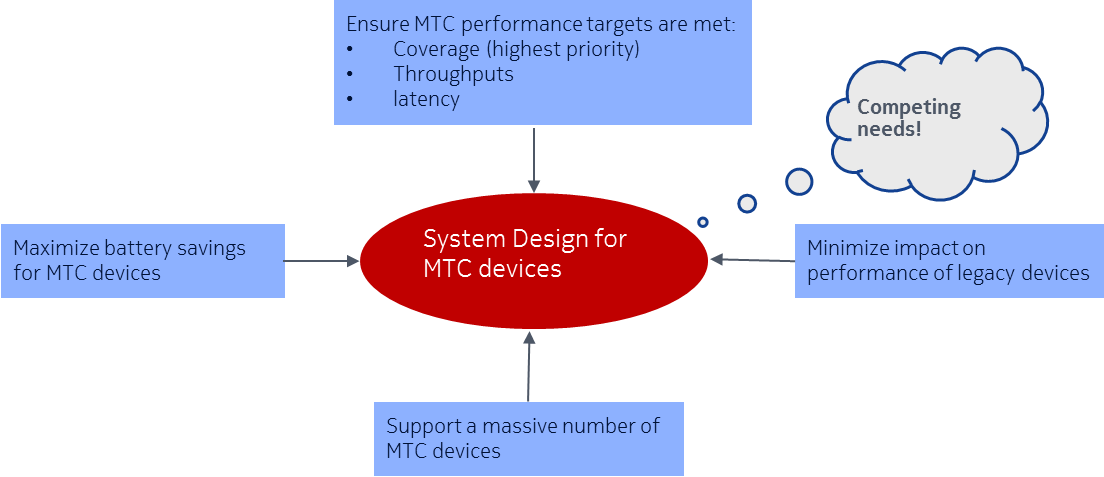 Ensure MTC performance targets are met:
• Coverage (highest priority)
• Throughputs
• latency
Competing
needs!
Maximize battery savings
for MTC devices
System Design for
MTC devices
Minimize impact on
performance of legacy devices
Support a massive number of
MTC devices